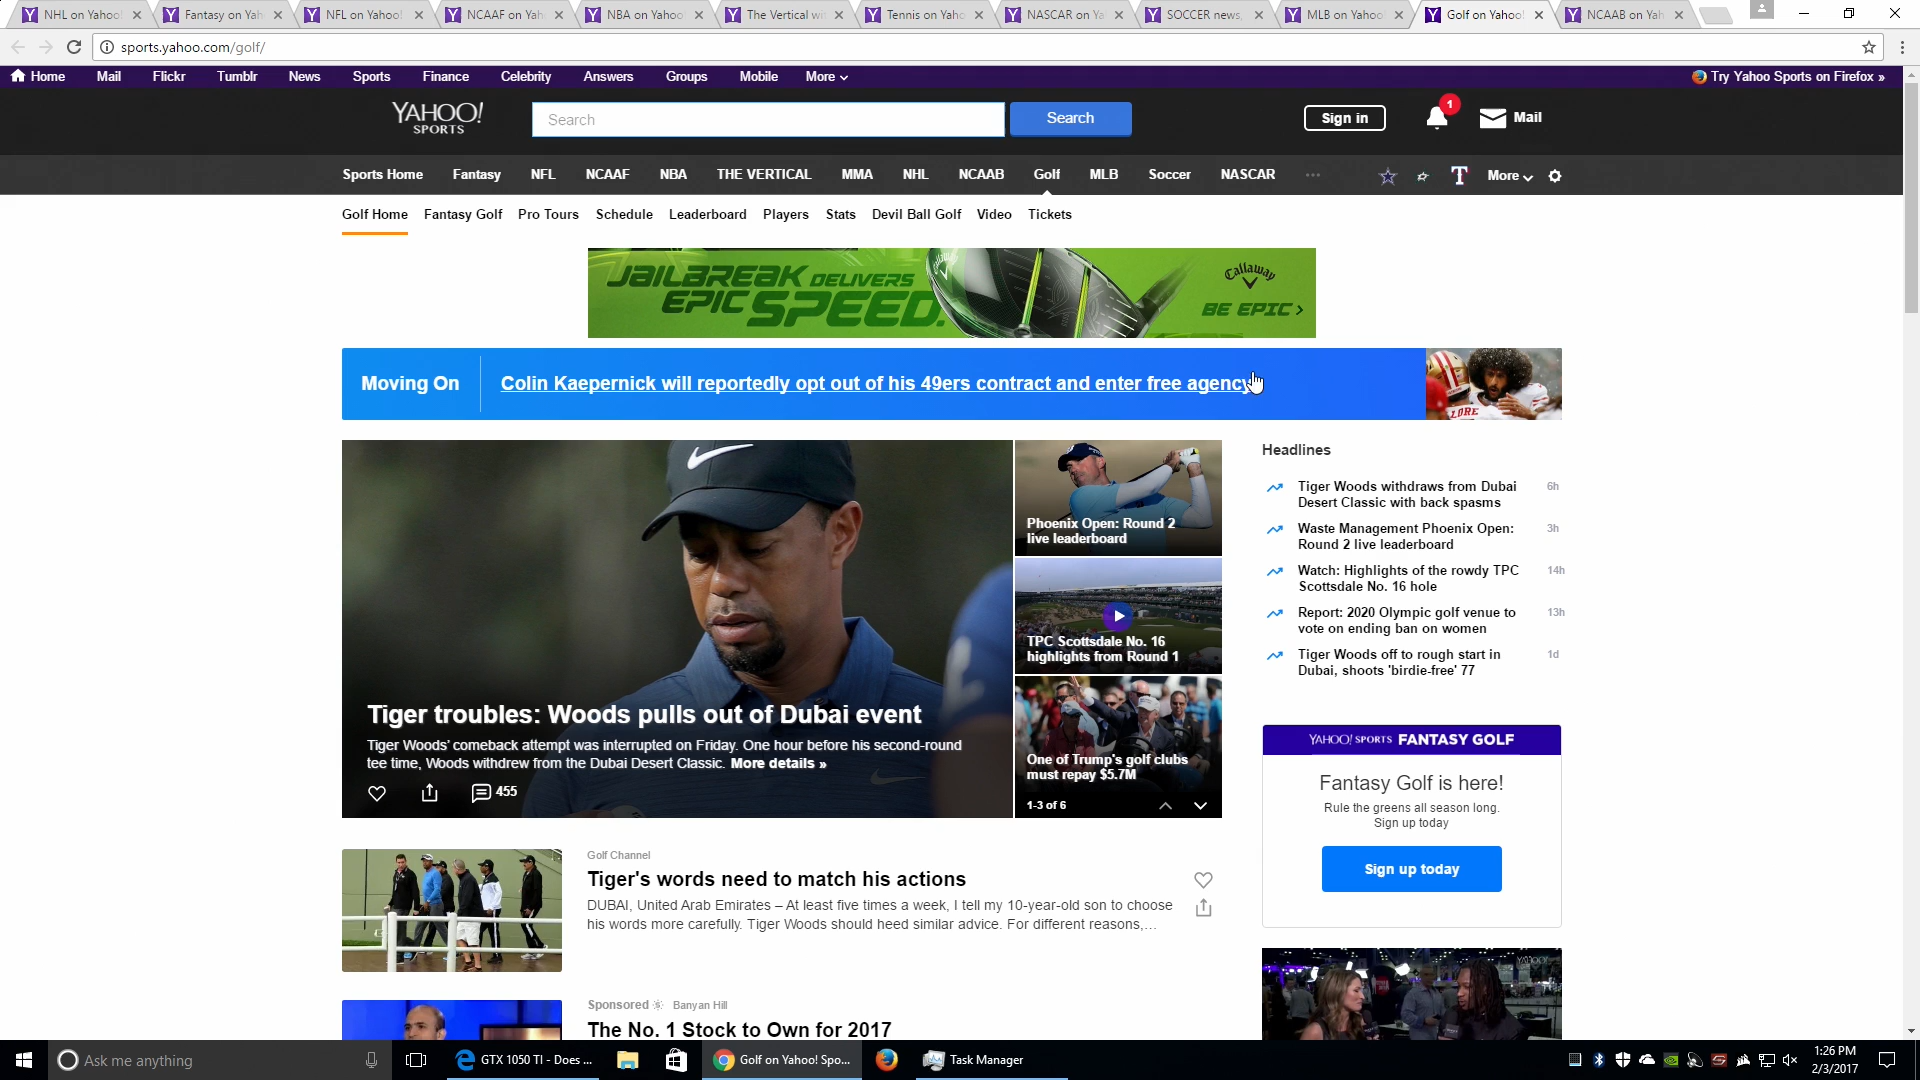 NHL on Yahoo!
Fantasy on Yah
NFL on Yahoo!
NCAAF on Yah
NBA on Yahoo!
The Vertical wi
Tennis on Yaho
NASCAR on Ya
SOCCER news,
MLB on Yahoo!
Golf on Yahoo!
NCAAB on Yah
sports.yahoo.com/golf/
Home Mail Flickr Tumblr News Sports Finance Celebrity Answers Groups Mobile More
Try Yahoo Sports on Firefox »
YAHOO!
SPORTS
Search
Search
Sign in
1
Mail
Sports Home Fantasy NFL NCAAF NBA THE VERTICAL MMA NHL NCAAB Golf MLB Soccer NASCAR ... T More
Golf Home Fantasy Golf Pro Tours Schedule Leaderboard Players Stats Devil Ball Golf Video Tickets
JAILBREAK DELIVERS
EPIC SPEED.
Callaway
Callaway
BE EPIC >
Moving On
Colin Kaepernick will reportedly opt out of his 49ers contract and enter free agency
LORE
Tiger troubles: Woods pulls out of Dubai event
Tiger Woods' comeback attempt was interrupted on Friday. One hour before his second-round
tee time, Woods withdrew from the Dubai Desert Classic. More details »
455
Phoenix Open: Round 2
live leaderboard
TPC Scottsdale No. 16
highlights from Round 1
One of Trump's golf clubs
must repay $5.7M
1-3 of 6
Headlines
Tiger Woods withdraws from Dubai 6h
Desert Classic with back spasms
Waste Management Phoenix Open: 3h
Round 2 live leaderboard
Watch: Highlights of the rowdy TPC 14h
Scottsdale No. 16 hole
Report: 2020 Olympic golf venue to 13h
vote on ending ban on women
Tiger Woods off to rough start in 1d
Dubai, shoots 'birdie-free' 77
YAHOO! SPORTS FANTASY GOLF
Fantasy Golf is here!
Rule the greens all season long.
Sign up today
Sign up today
Golf Channel
Tiger's words need to match his actions
DUBAI, United Arab Emirates – At least five times a week, I tell my 10-year-old son to choose
his words more carefully. Tiger Woods should heed similar advice. For different reasons,...
Sponsored Banyan Hill
The No. 1 Stock to Own for 2017
YAHOO!
Ask me anything
GTX 1050 TI - Does ...
Golf on Yahoo! Spo...
Task Manager
1:26 PM
2/3/2017